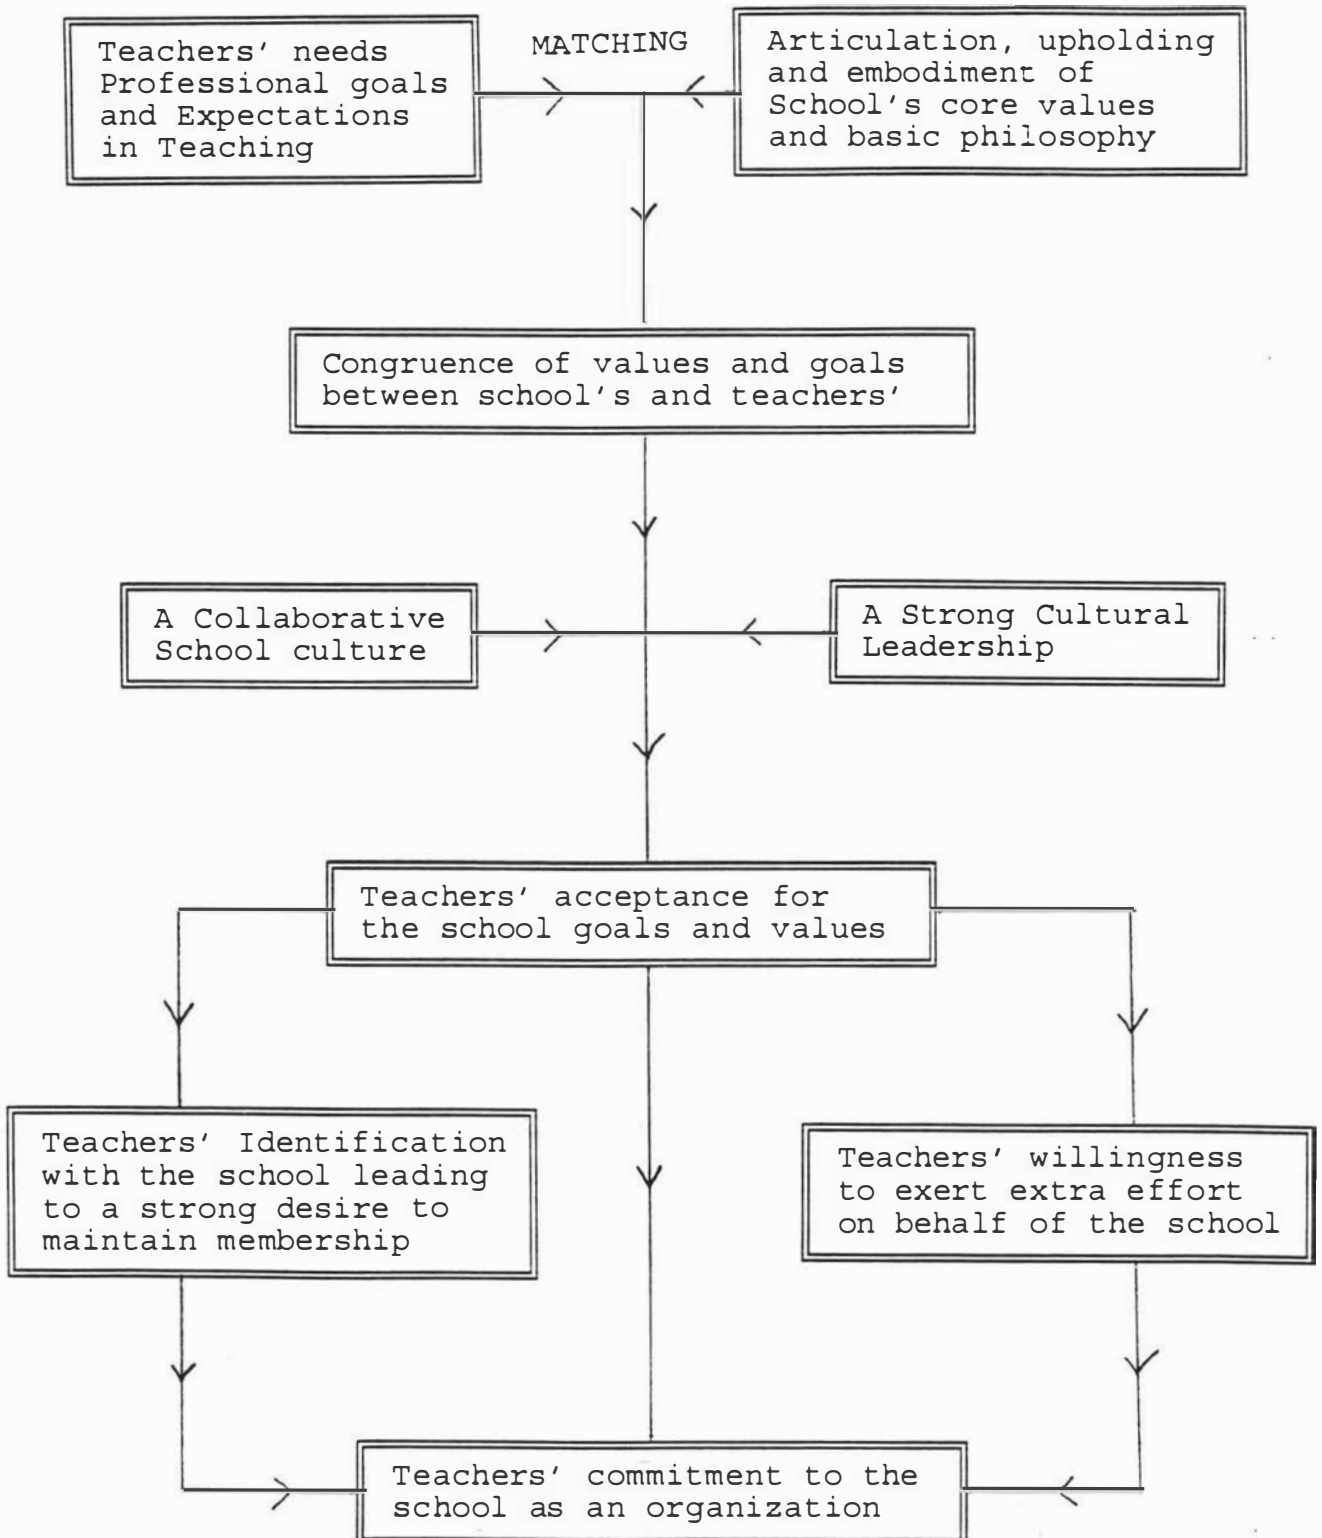 Teachers' needs
Professional goals
and Expectations
in Teaching
MATCHING
Articulation, upholding
and embodiment of
School's core values
and basic philosophy
Congruence of values and goals
between school's and teachers'
A Collaborative
School culture
A Strong Cultural
Leadership
Teachers' acceptance for
the school goals and values
Teachers' Identification
with the school leading
to a strong desire to
maintain membership
Teachers' willingness
to exert extra effort
on behalf of the school
Teachers' commitment to the
school as an organization